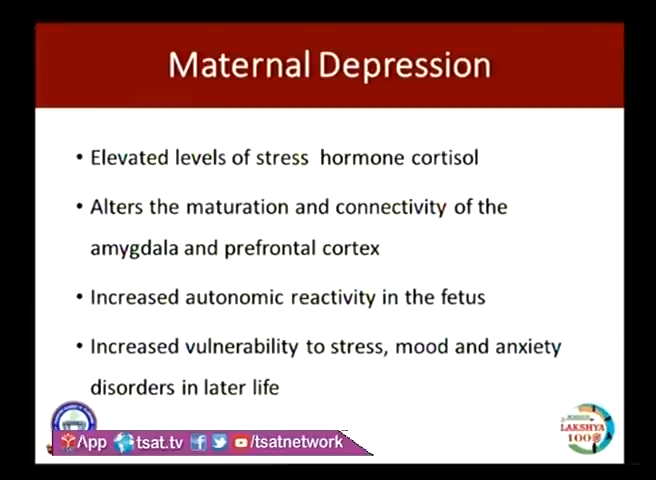 Maternal Depression
• Elevated levels of stress hormone cortisol
• Alters the maturation and connectivity of the
amygdala and prefrontal cortex
• Increased autonomic reactivity in the fetus
• Increased vulnerability to stress, mood and anxiety
disorders in later life
App tsat.tv /tsatnetwork
LAKSHYA
100